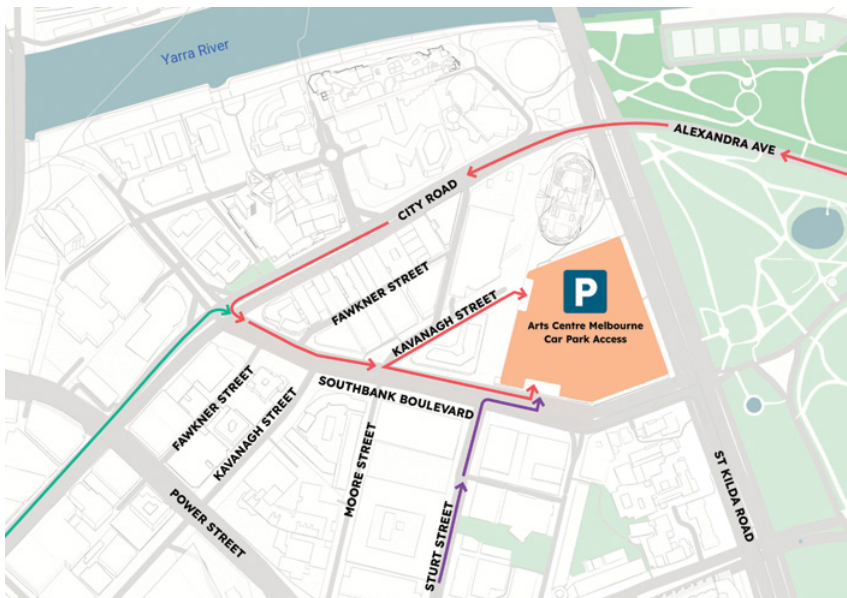 Yarra River
ALEXANDRA AVE
CITY ROAD
FAWKNER STREET
KAVANAGH STREET
P
Arts Centre Melbourne
Car Park Access
SOUTHBANK BOULEVARD
FAWKNER STREET
KAVANAGH STREET
MOORE STREET
POWER STREET
STURT STREET
ST KILDA ROAD